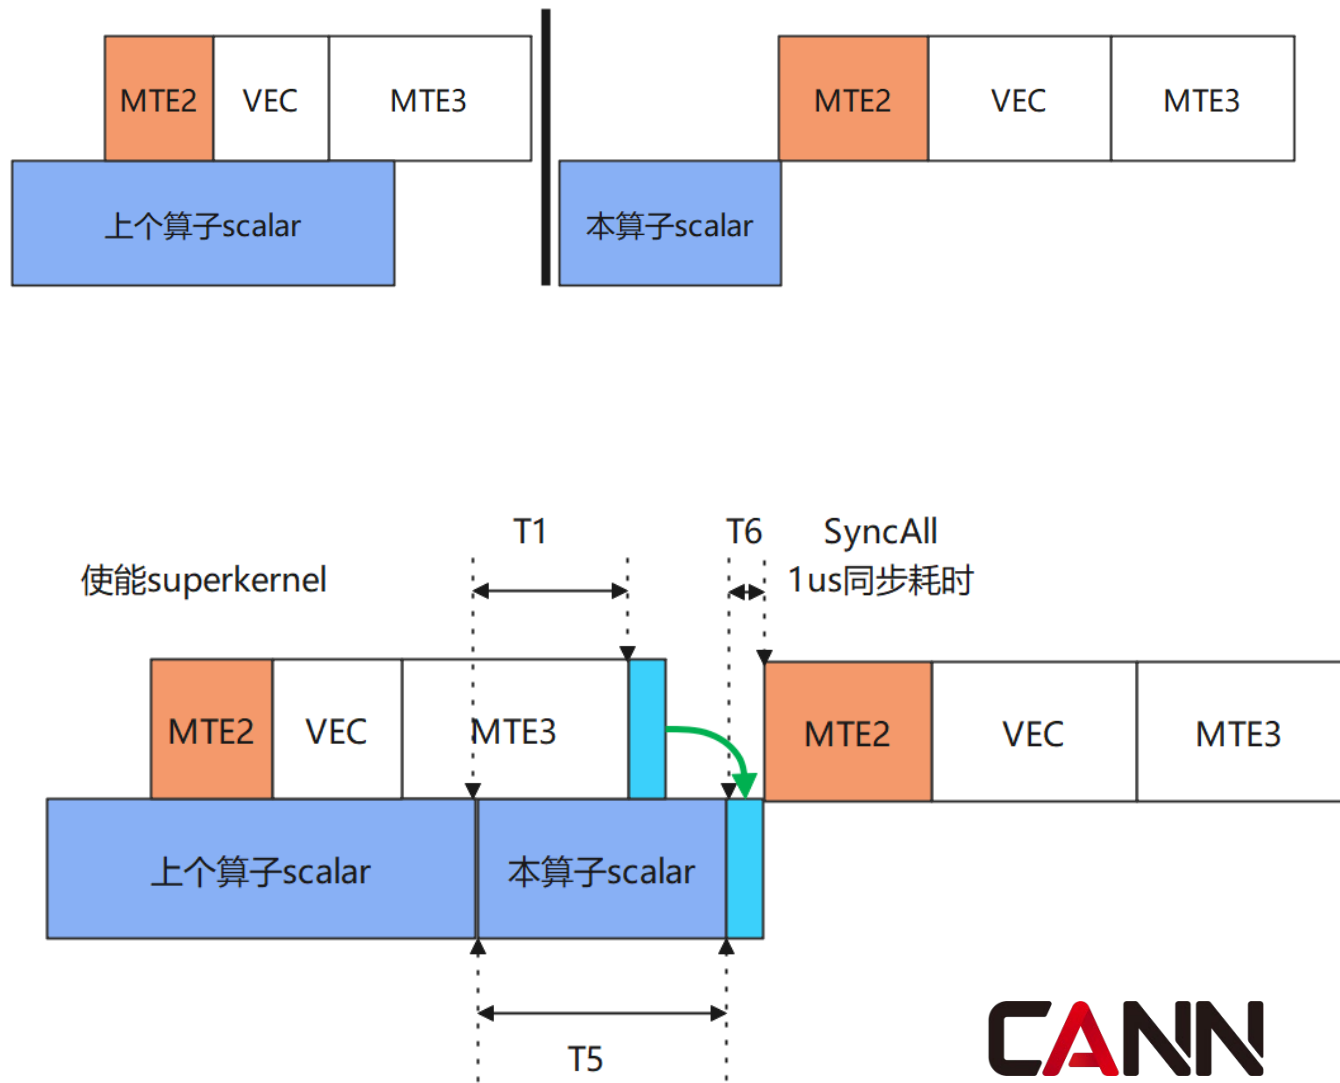 MTE2
VEC
MTE3
MTE2
VEC
MTE3
上个算子scalar
本算子scalar
T1
T6
SyncAll
使能superkernel
1us同步耗时
MTE2
VEC
MTE3
MTE2
VEC
MTE3
上个算子scalar
本算子scalar
T5
CANN